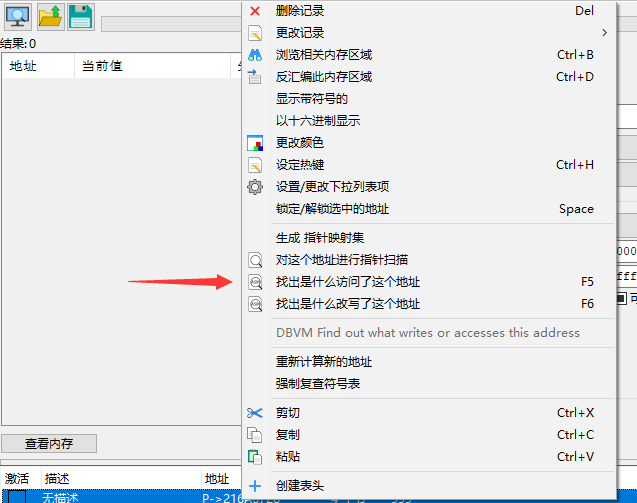 结果: 0
地址 当前值
删除记录 Del
更改记录
浏览相关内存区域 Ctrl+B
反汇编此内存区域 Ctrl+D
显示带符号的
以十六进制显示
更改颜色
设定热键 Ctrl+H
设置/更改下拉列表项
锁定/解锁选中的地址 Space
生成 指针映射集
对这个地址进行指针扫描
找出是什么访问了这个地址 F5
找出是什么改写了这个地址 F6
DBVM Find out what writes or accesses this address
重新计算新的地址
强制复查符号表
剪切 Ctrl+X
复制 Ctrl+C
粘贴 Ctrl+V
创建表头
000
fff
可
查看内存
激活 描述 地址
无描述